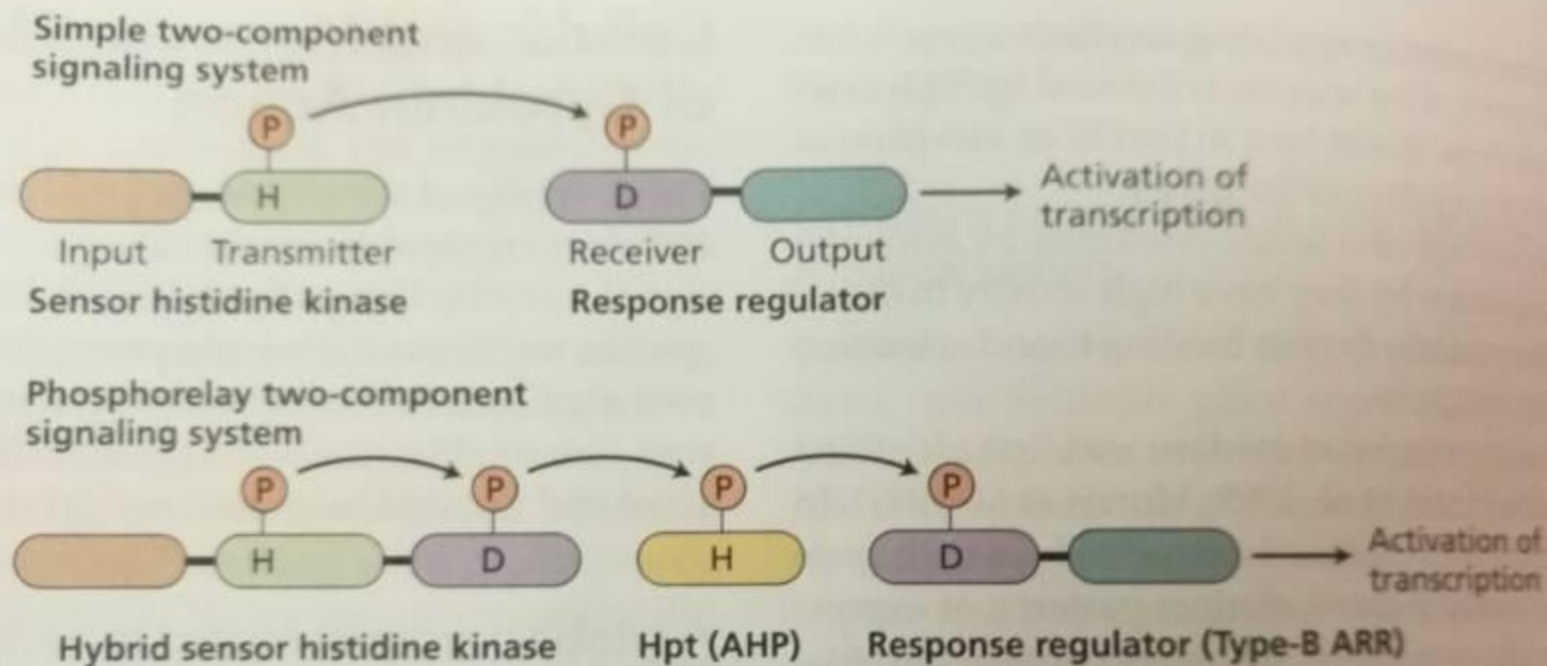 Simple two-component
signaling system
P
P
H
D
Activation of
transcription
Input
Transmitter
Receiver
Output
Sensor histidine kinase
Response regulator
Phosphorelay two-component
signaling system
P
P
P
P
H
D
H
D
Activation of
transcription
Hybrid sensor histidine kinase
Hpt (AHP)
Response regulator (Type-B ARR)